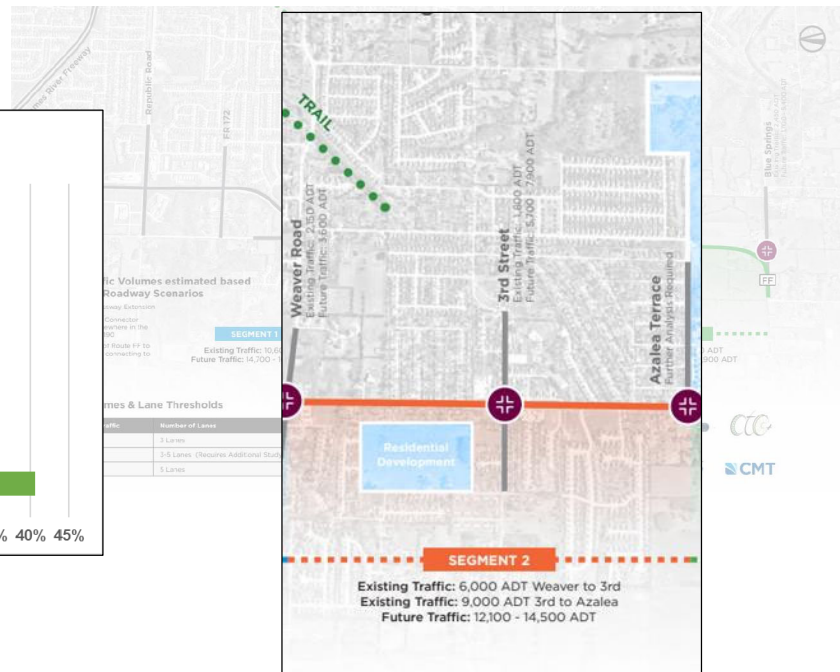 Republic Road
FR 172
TRAIL
Weaver Road
Existing Traffic: 2,150 ADT
Future Traffic: 3,600 ADT
3rd Street
Existing Traffic: 1,800 ADT
Future Traffic: 5,700 - 7,900 ADT
Azalea Terrace
Further Analysis Required
Blue Springs
FF
Residential
Development
fic Volumes estimated based
Roadway Scenarios
SEGMENT 1
Existing Traffic: 10,6
Future Traffic: 14,700 - 1
mes & Lane Thresholds
Number of Lanes
3 Lanes
3-5 Lanes (Requires Additional Study
5 Lanes
% 40% 45%
SEGMENT 2
Existing Traffic: 6,000 ADT Weaver to 3rd
Existing Traffic: 9,000 ADT 3rd to Azalea
Future Traffic: 12,100 - 14,500 ADT
ADT
900 ADT
CMT